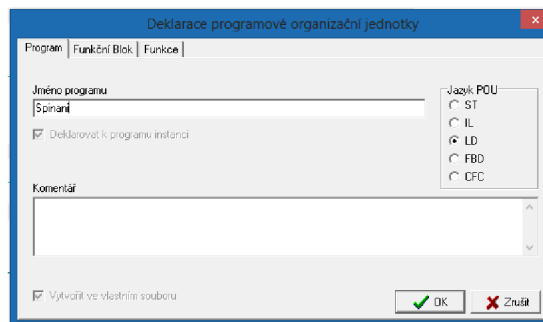 Deklarace programové organizační jednotky
Program Funkční Blok Funkce
Jméno programu
Spinani
Deklarovat k programu instanci
Jazyk POU
ST
IL
LD
FBD
CFC
Komentář
Vytvořit ve vlastním souboru
OK Zrušit